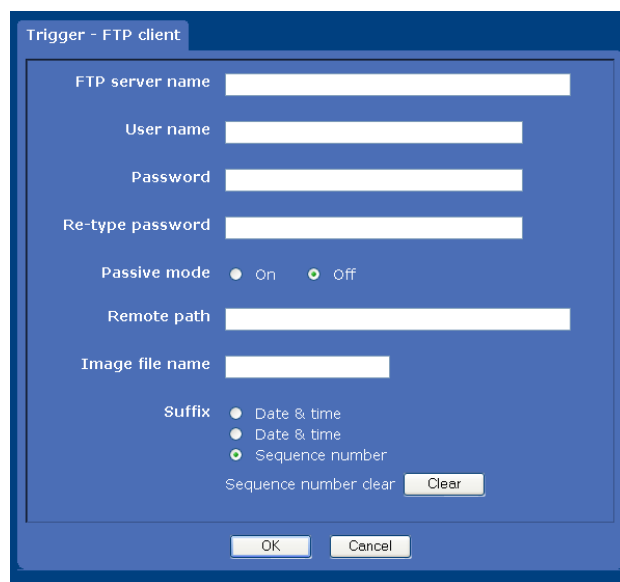 Trigger - FTP client
FTP server name
User name
Password
Re-type password
Passive mode On Off
Remote path
Image file name
Suffix Date & time
Date & time
Sequence number
Sequence number clear Clear
OK Cancel